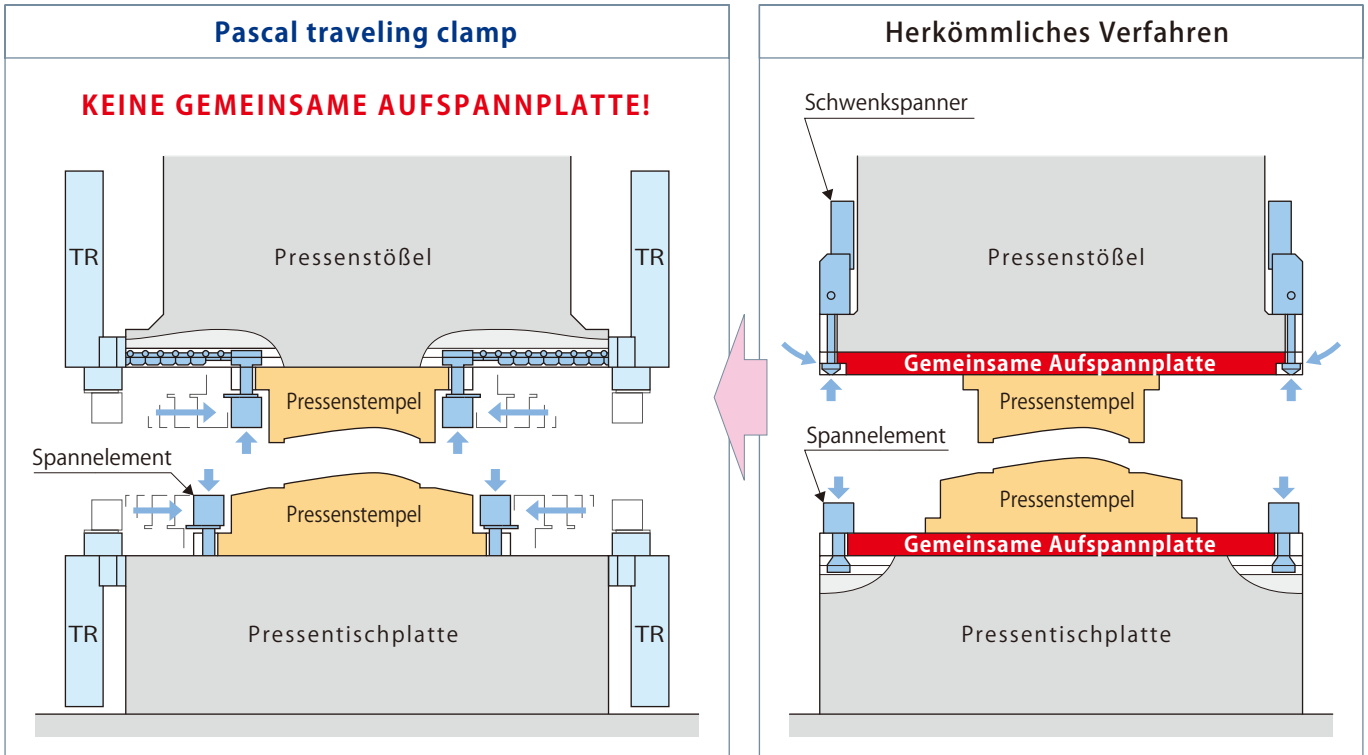 Pascal traveling clamp
KEINE GEMEINSAME AUFSPANNPLATTE!
TR
Pressenstößel
TR
Pressenstempel
Spannelement
Pressenstempel
TR
Pressentischplatte
TR
Herkömmliches Verfahren
Schwenkspanner
Pressenstößel
Gemeinsame Aufspannplatte
Pressenstempel
Spannelement
Pressenstempel
Gemeinsame Aufspannplatte
Pressentischplatte